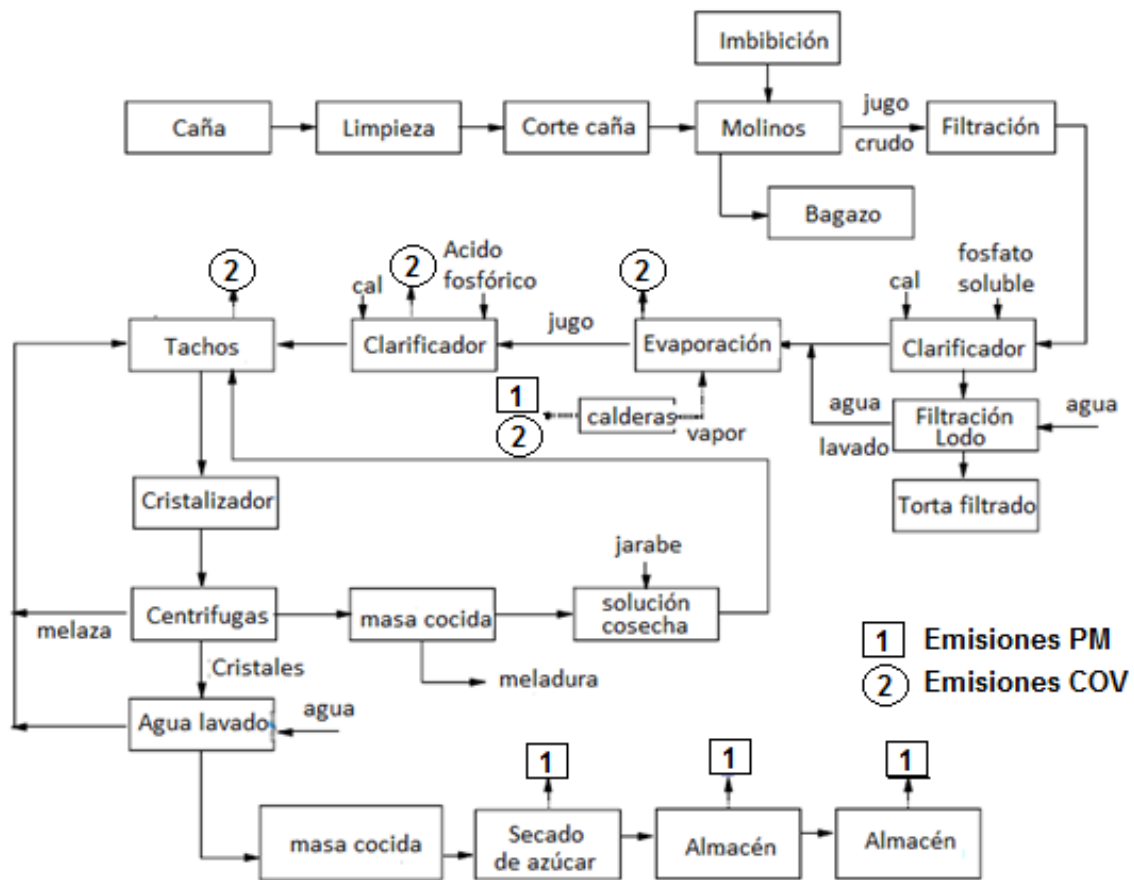 Imbibición
Caña
Limpieza
Corte caña
Molinos
jugo
crudo
Filtración
Bagazo
2
2
Acido
fosfórico
cal
2
fosfato
soluble
cal
Tachos
Clarificador
jugo
Evaporación
Clarificador
1
2
calderas
vapor
agua
lavado
Filtración
Lodo
agua
Torta filtrado
Cristalizador
jarabe
Centrifugas
melaza
masa cocida
solución
cosecha
1 Emisiones PM
2 Emisiones COV
Cristales
meladura
Agua lavado
agua
1
1
1
masa cocida
Secado
de azúcar
Almacén
Almacén